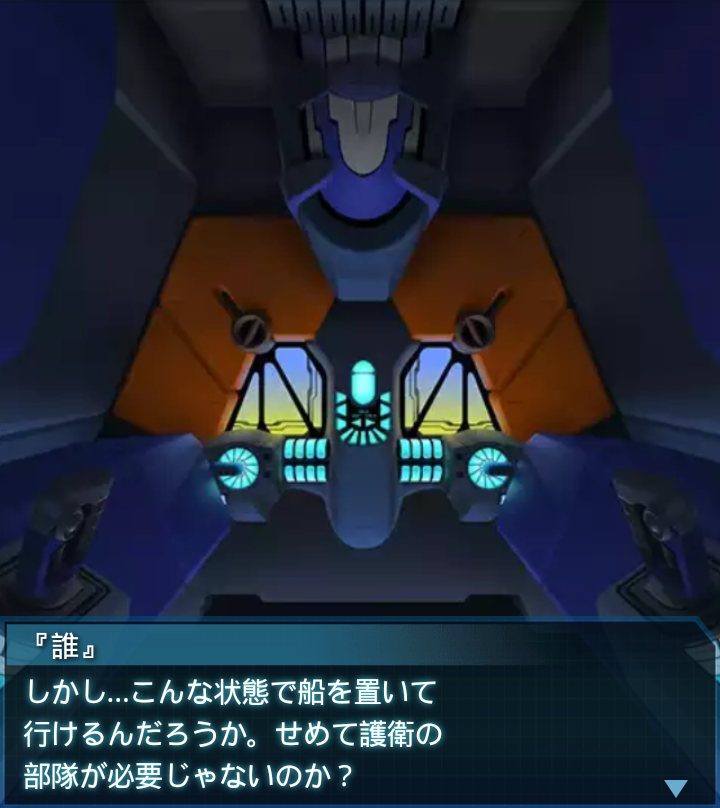 『誰』
しかし…こんな状態で船を置いて
行けるんだろうか。せめて護衛の
部隊が必要じゃないのか？